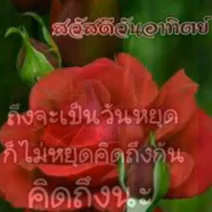 สวัสดีวันอาทิตย์
ถึงจะเป็นวันหยุด
ก็ไม่หยุดคิดถึงกัน
คิดถึงนะ